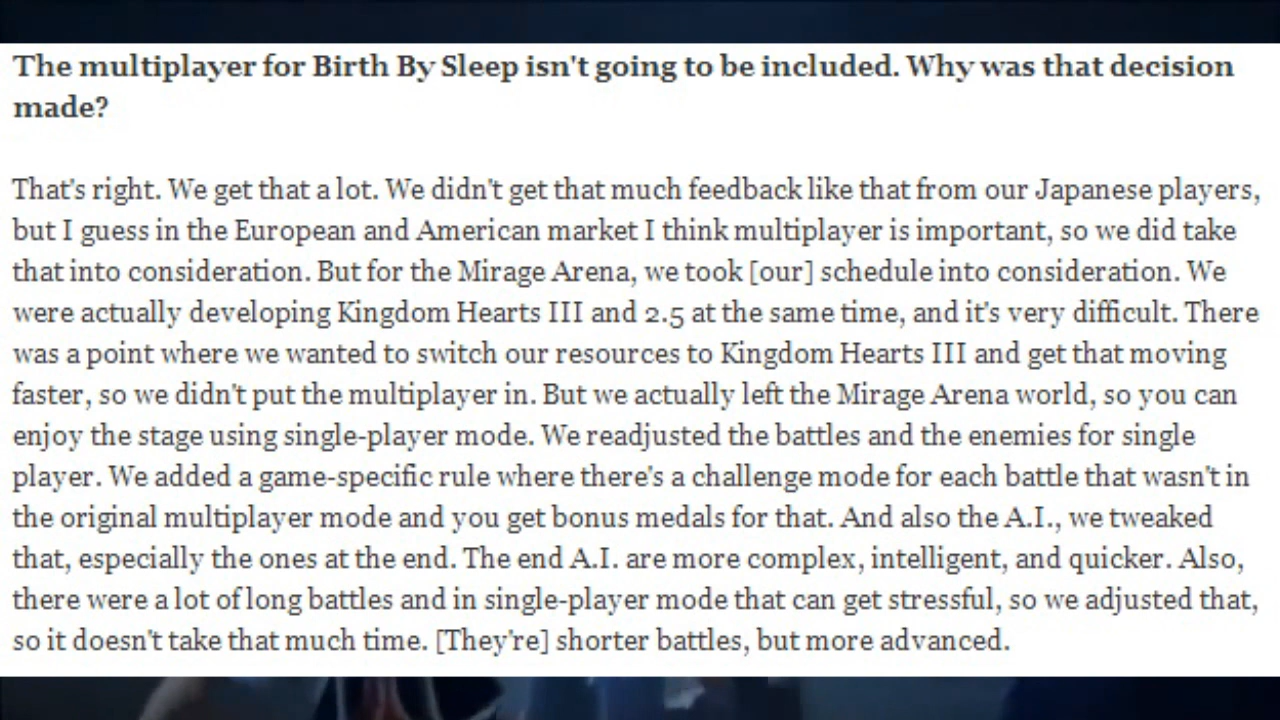 The multiplayer for Birth By Sleep isn't going to be included. Why was that decision
made?
That's right. We get that a lot. We didn't get that much feedback like that from our Japanese players,
but I guess in the European and American market I think multiplayer is important, so we did take
that into consideration. But for the Mirage Arena, we took [our] schedule into consideration. We
were actually developing Kingdom Hearts III and 2.5 at the same time, and it's very difficult. There
was a point where we wanted to switch our resources to Kingdom Hearts III and get that moving
faster, so we didn't put the multiplayer in. But we actually left the Mirage Arena world, so you can
enjoy the stage using single-player mode. We readjusted the battles and the enemies for single
player. We added a game-specific rule where there's a challenge mode for each battle that wasn't in
the original multiplayer mode and you get bonus medals for that. And also the A.I., we tweaked
that, especially the ones at the end. The end A.I. are more complex, intelligent, and quicker. Also,
there were a lot of long battles and in single-player mode that can get stressful, so we adjusted that,
so it doesn't take that much time. [They're] shorter battles, but more advanced.